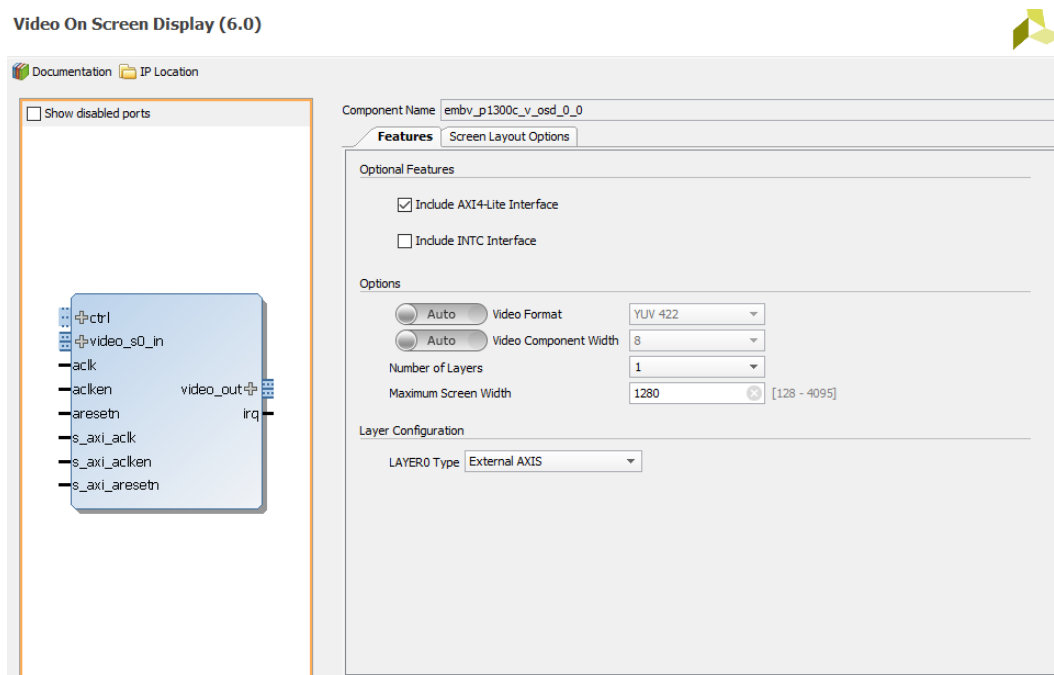 Video On Screen Display (6.0)
Documentation IP Location
Show disabled ports
ctrl
video_s0_in
aclk
aclken
video_out
aresetn
irq
s_axi_aclk
s_axi_aclken
s_axi_aresetn
Component Name embv_p1300c_v_osd_0_0
Features Screen Layout Options
Optional Features
Include AXI4-Lite Interface
Include INTC Interface
Options
Auto Video Format YUV 422
Auto Video Component Width 8
Number of Layers 1
Maximum Screen Width 1280 [128 - 4095]
Layer Configuration
LAYER0 Type External AXIS